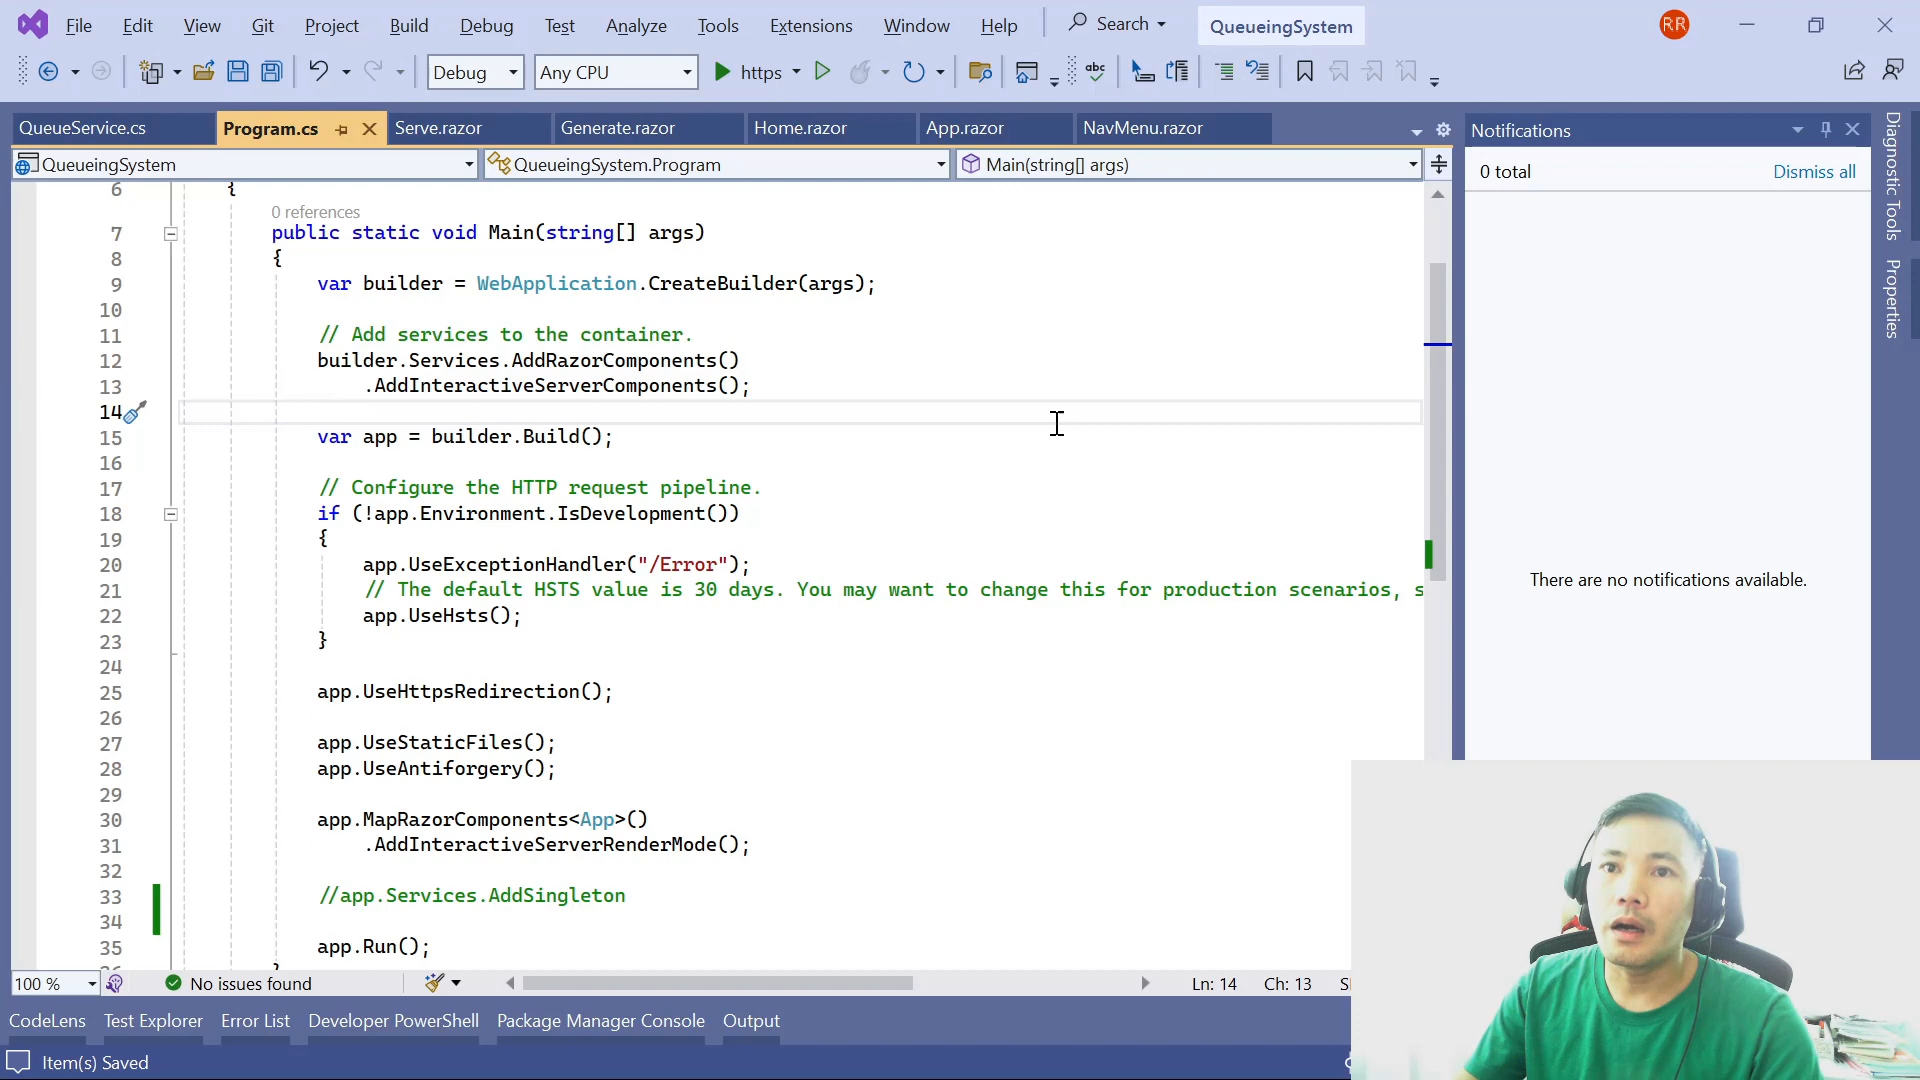 File Edit View Git Project Build Debug Test Analyze Tools Extensions Window Help Search QueueingSystem RR
Debug Any CPU https abc
QueueService.cs Program.cs Serve.razor Generate.razor Home.razor App.razor NavMenu.razor
QueueingSystem QueueingSystem.Program Main(string[] args)
6 {
0 references
7 public static void Main(string[] args)
8 {
9 var builder = WebApplication.CreateBuilder(args);
10
11 // Add services to the container.
12 builder.Services.AddRazorComponents()
13 .AddInteractiveServerComponents();
14
15 var app = builder.Build();
16
17 // Configure the HTTP request pipeline.
18 if (!app.Environment.IsDevelopment())
19 {
20 app.UseExceptionHandler("/Error");
21 // The default HSTS value is 30 days. You may want to change this for production scenarios, s
22 app.UseHsts();
23 }
24
25 app.UseHttpsRedirection();
26
27 app.UseStaticFiles();
28 app.UseAntiforgery();
29
30 app.MapRazorComponents<App>()
31 .AddInteractiveServerRenderMode();
32
33 //app.Services.AddSingleton
34
35 app.Run();
100 % No issues found Ln: 14 Ch: 13
CodeLens Test Explorer Error List Developer PowerShell Package Manager Console Output
Item(s) Saved
Notifications
0 total Dismiss all
There are no notifications available.
Diagnostic Tools
Properties